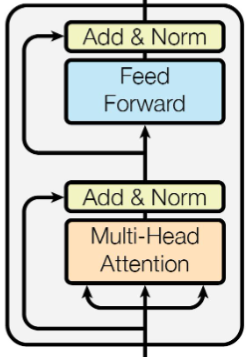 Add & Norm
Feed
Forward
Add & Norm
Multi-Head
Attention